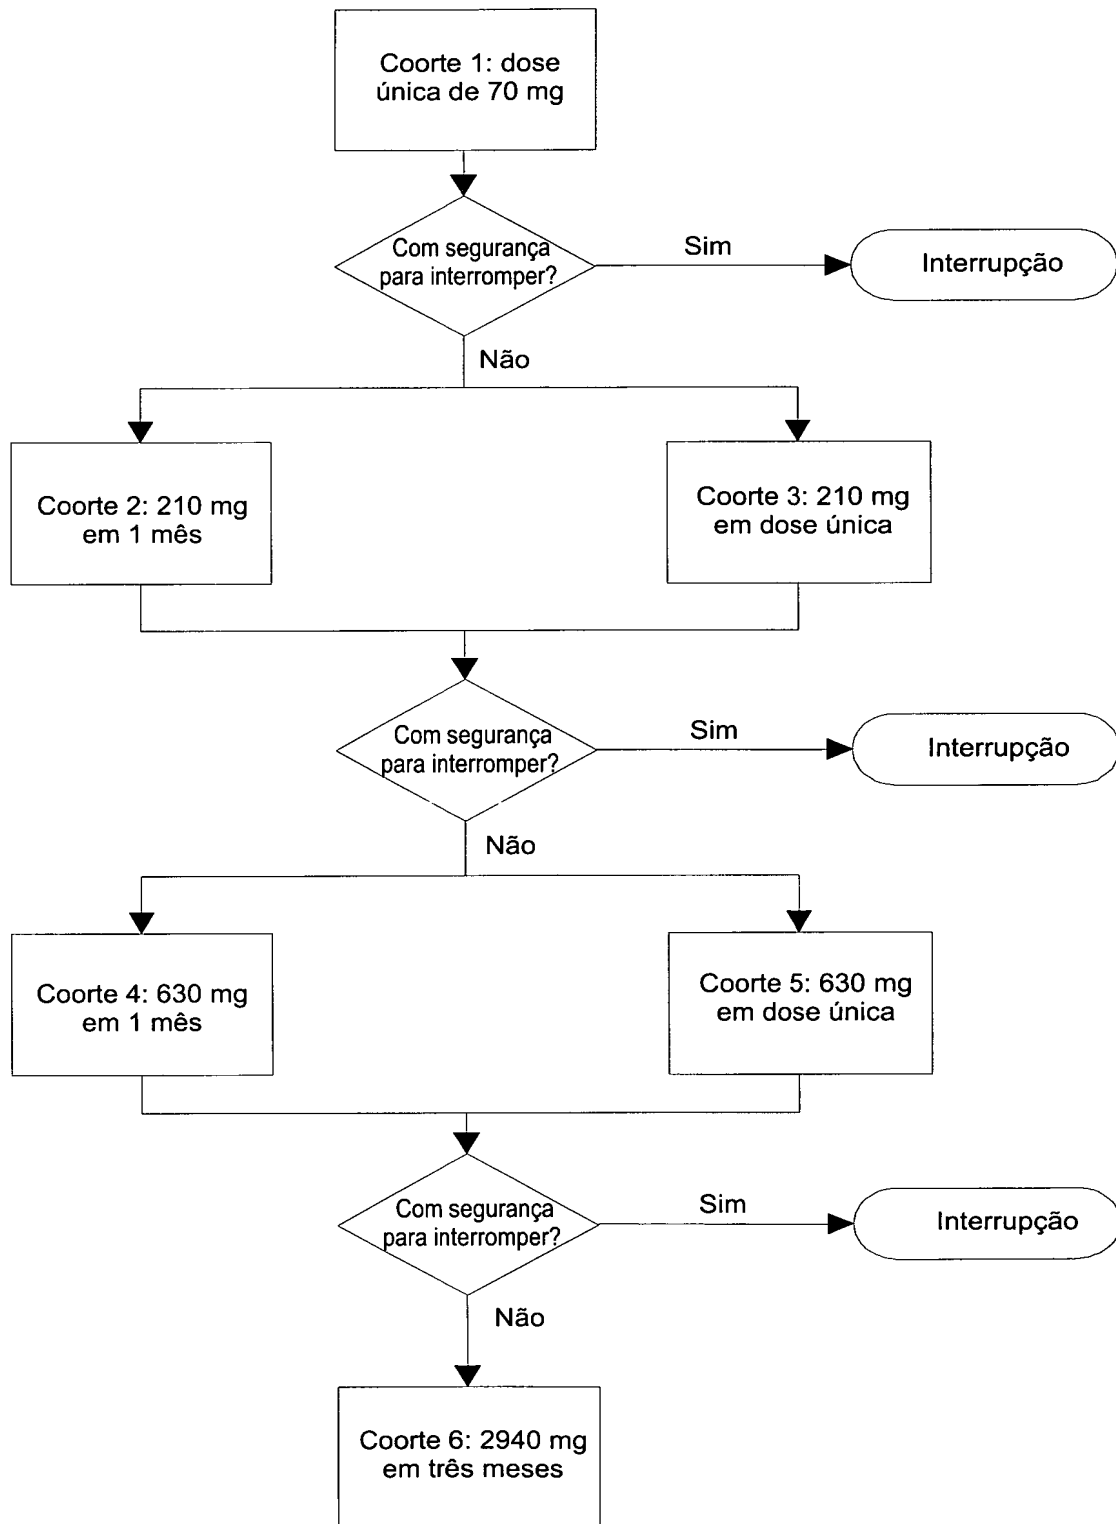 Coorte 1: dose
única de 70 mg
Com segurança
para interromper?
Sim
Interrupção
Não
Coorte 2: 210 mg
em 1 mês
Coorte 3: 210 mg
em dose única
Com segurança
para interromper?
Sim
Interrupção
Não
Coorte 4: 630 mg
em 1 mês
Coorte 5: 630 mg
em dose única
Com segurança
para interromper?
Sim
Interrupção
Não
Coorte 6: 2940 mg
em três meses